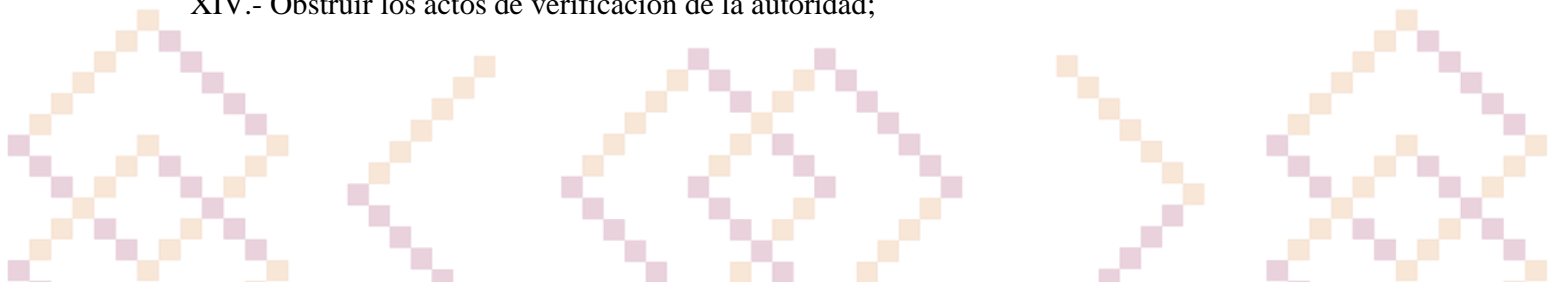 XIV.- Obstruir los actos de verificación de la autoridad;